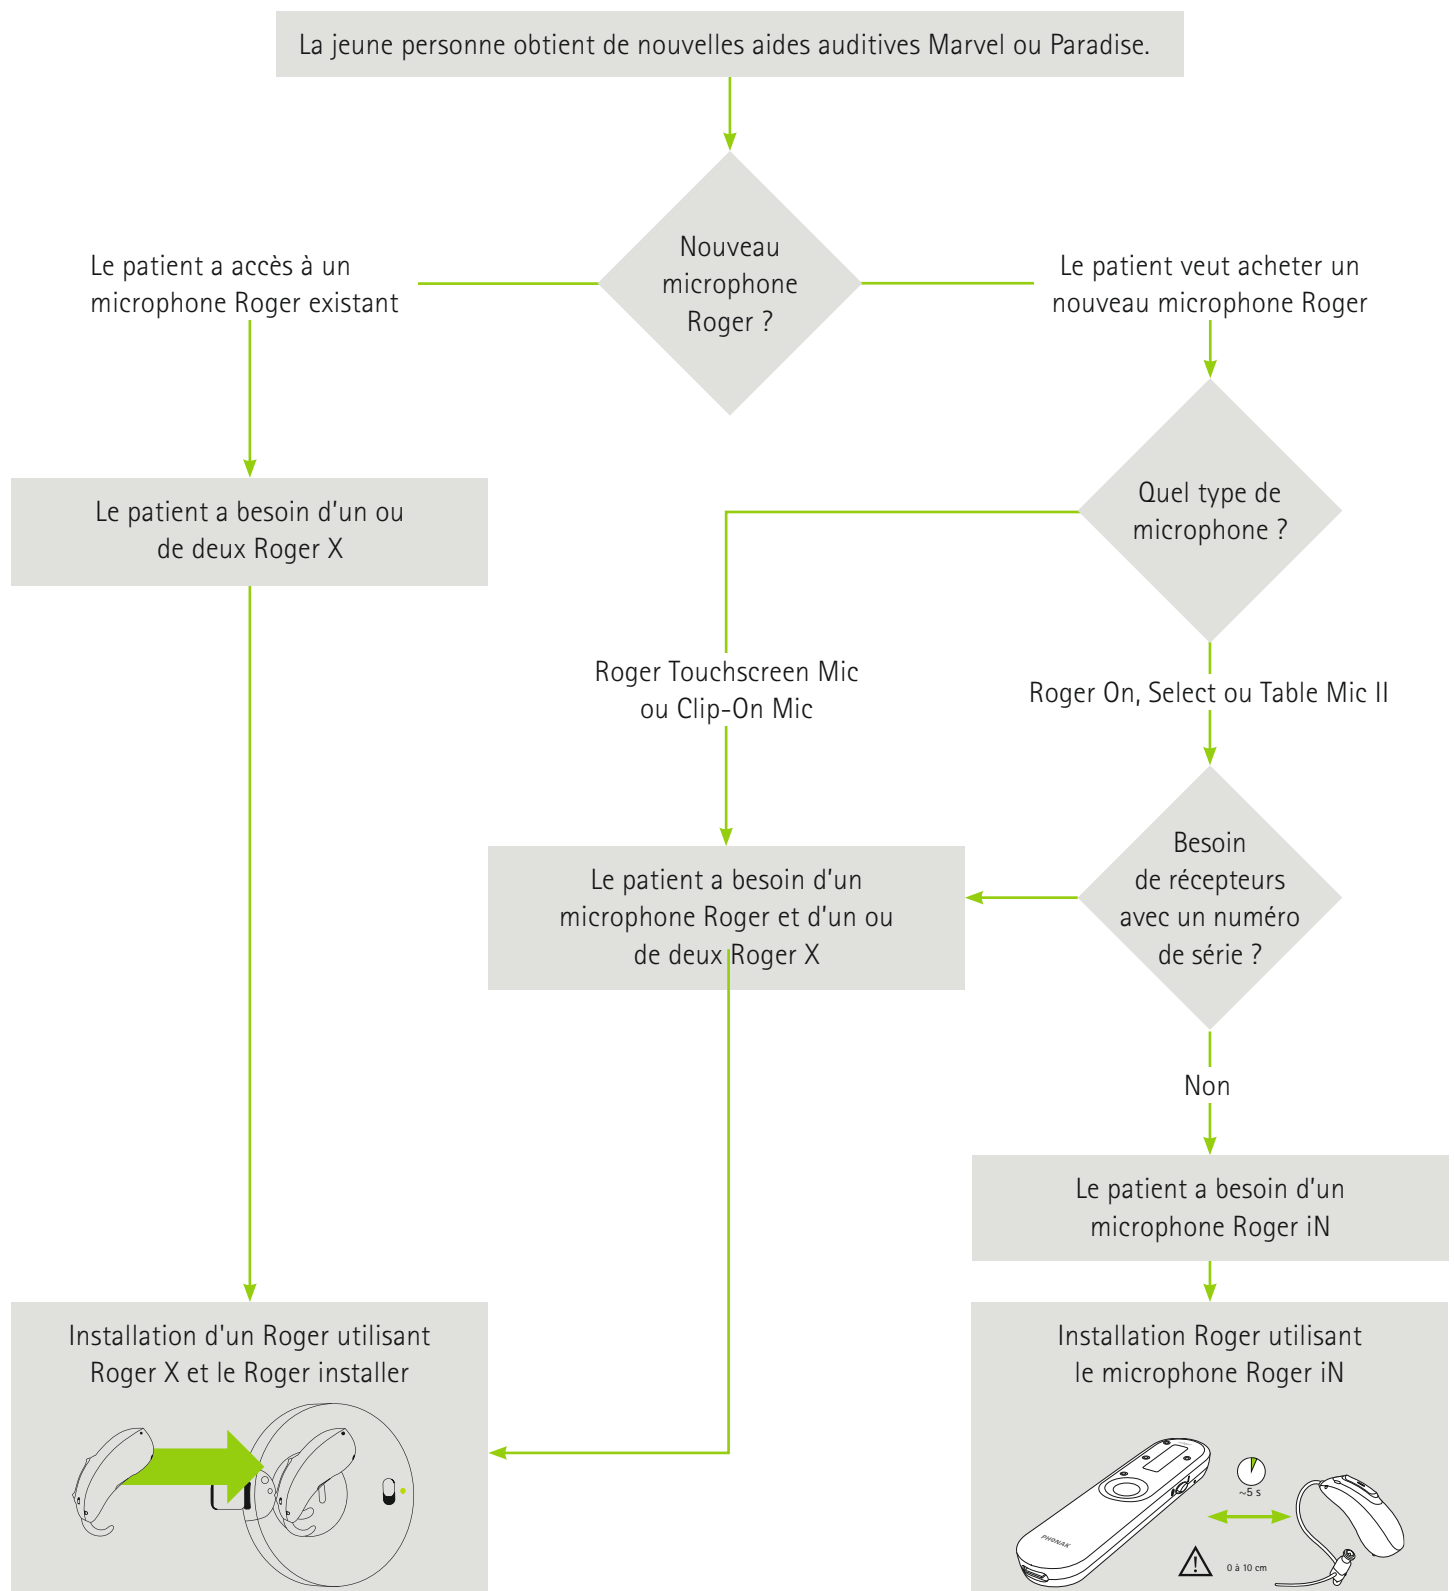 La jeune personne obtient de nouvelles aides auditives Marvel ou Paradise.
Nouveau
microphone
Roger ?
Le patient a accès à un
microphone Roger existant
Le patient veut acheter un
nouveau microphone Roger
Le patient a besoin d'un ou
de deux Roger X
Quel type de
microphone ?
Roger Touchscreen Mic
ou Clip-On Mic
Roger On, Select ou Table Mic II
Le patient a besoin d'un
microphone Roger et d'un ou
de deux Roger X
Besoin
de récepteurs
avec un numéro
de série ?
Non
Le patient a besoin d'un
microphone Roger iN
Installation d'un Roger utilisant
Roger X et le Roger installer
Installation Roger utilisant
le microphone Roger iN
~5 s
PHONAK
0 à 10 cm